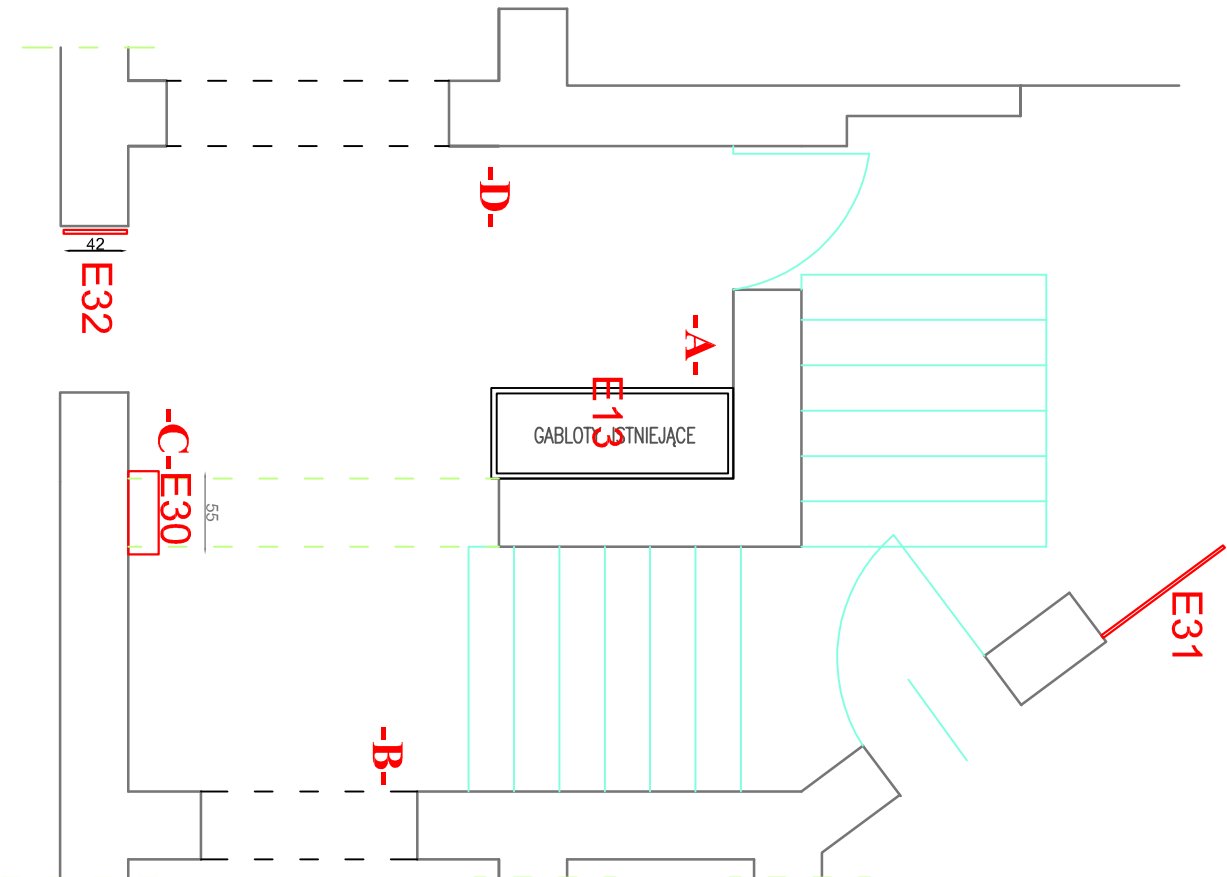 -D-
42
E32
-A-
E13
GABLOTY ISTNIEJĄCE
-C-
E30
55
E31
-B-